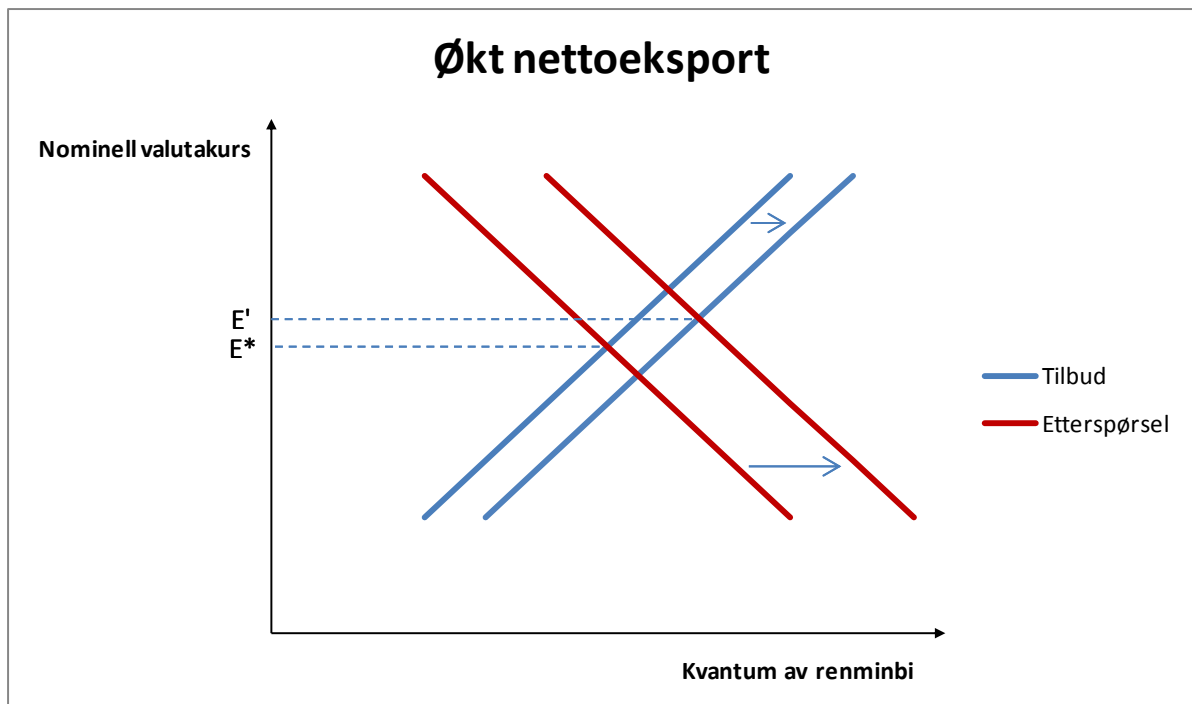 Økt nettoeksport
Nominell valutakurs
E'
E*
Tilbud
Etterspørsel
Kvantum av renminbi